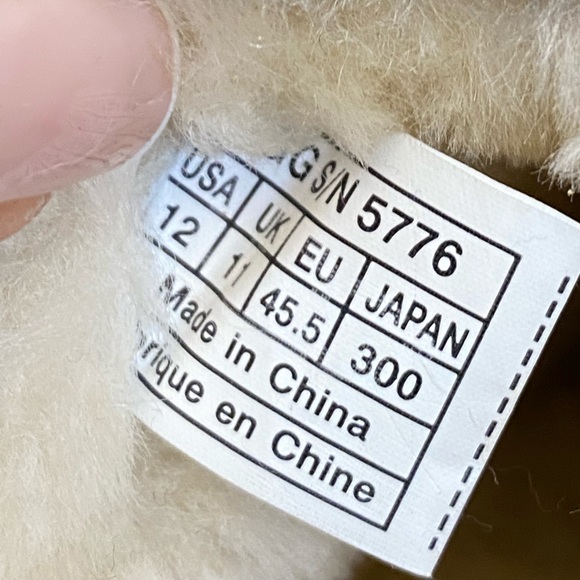 G S/N 5776
USA UK EU JAPAN
12 11 45.5 300
Made in China
rique en Chine